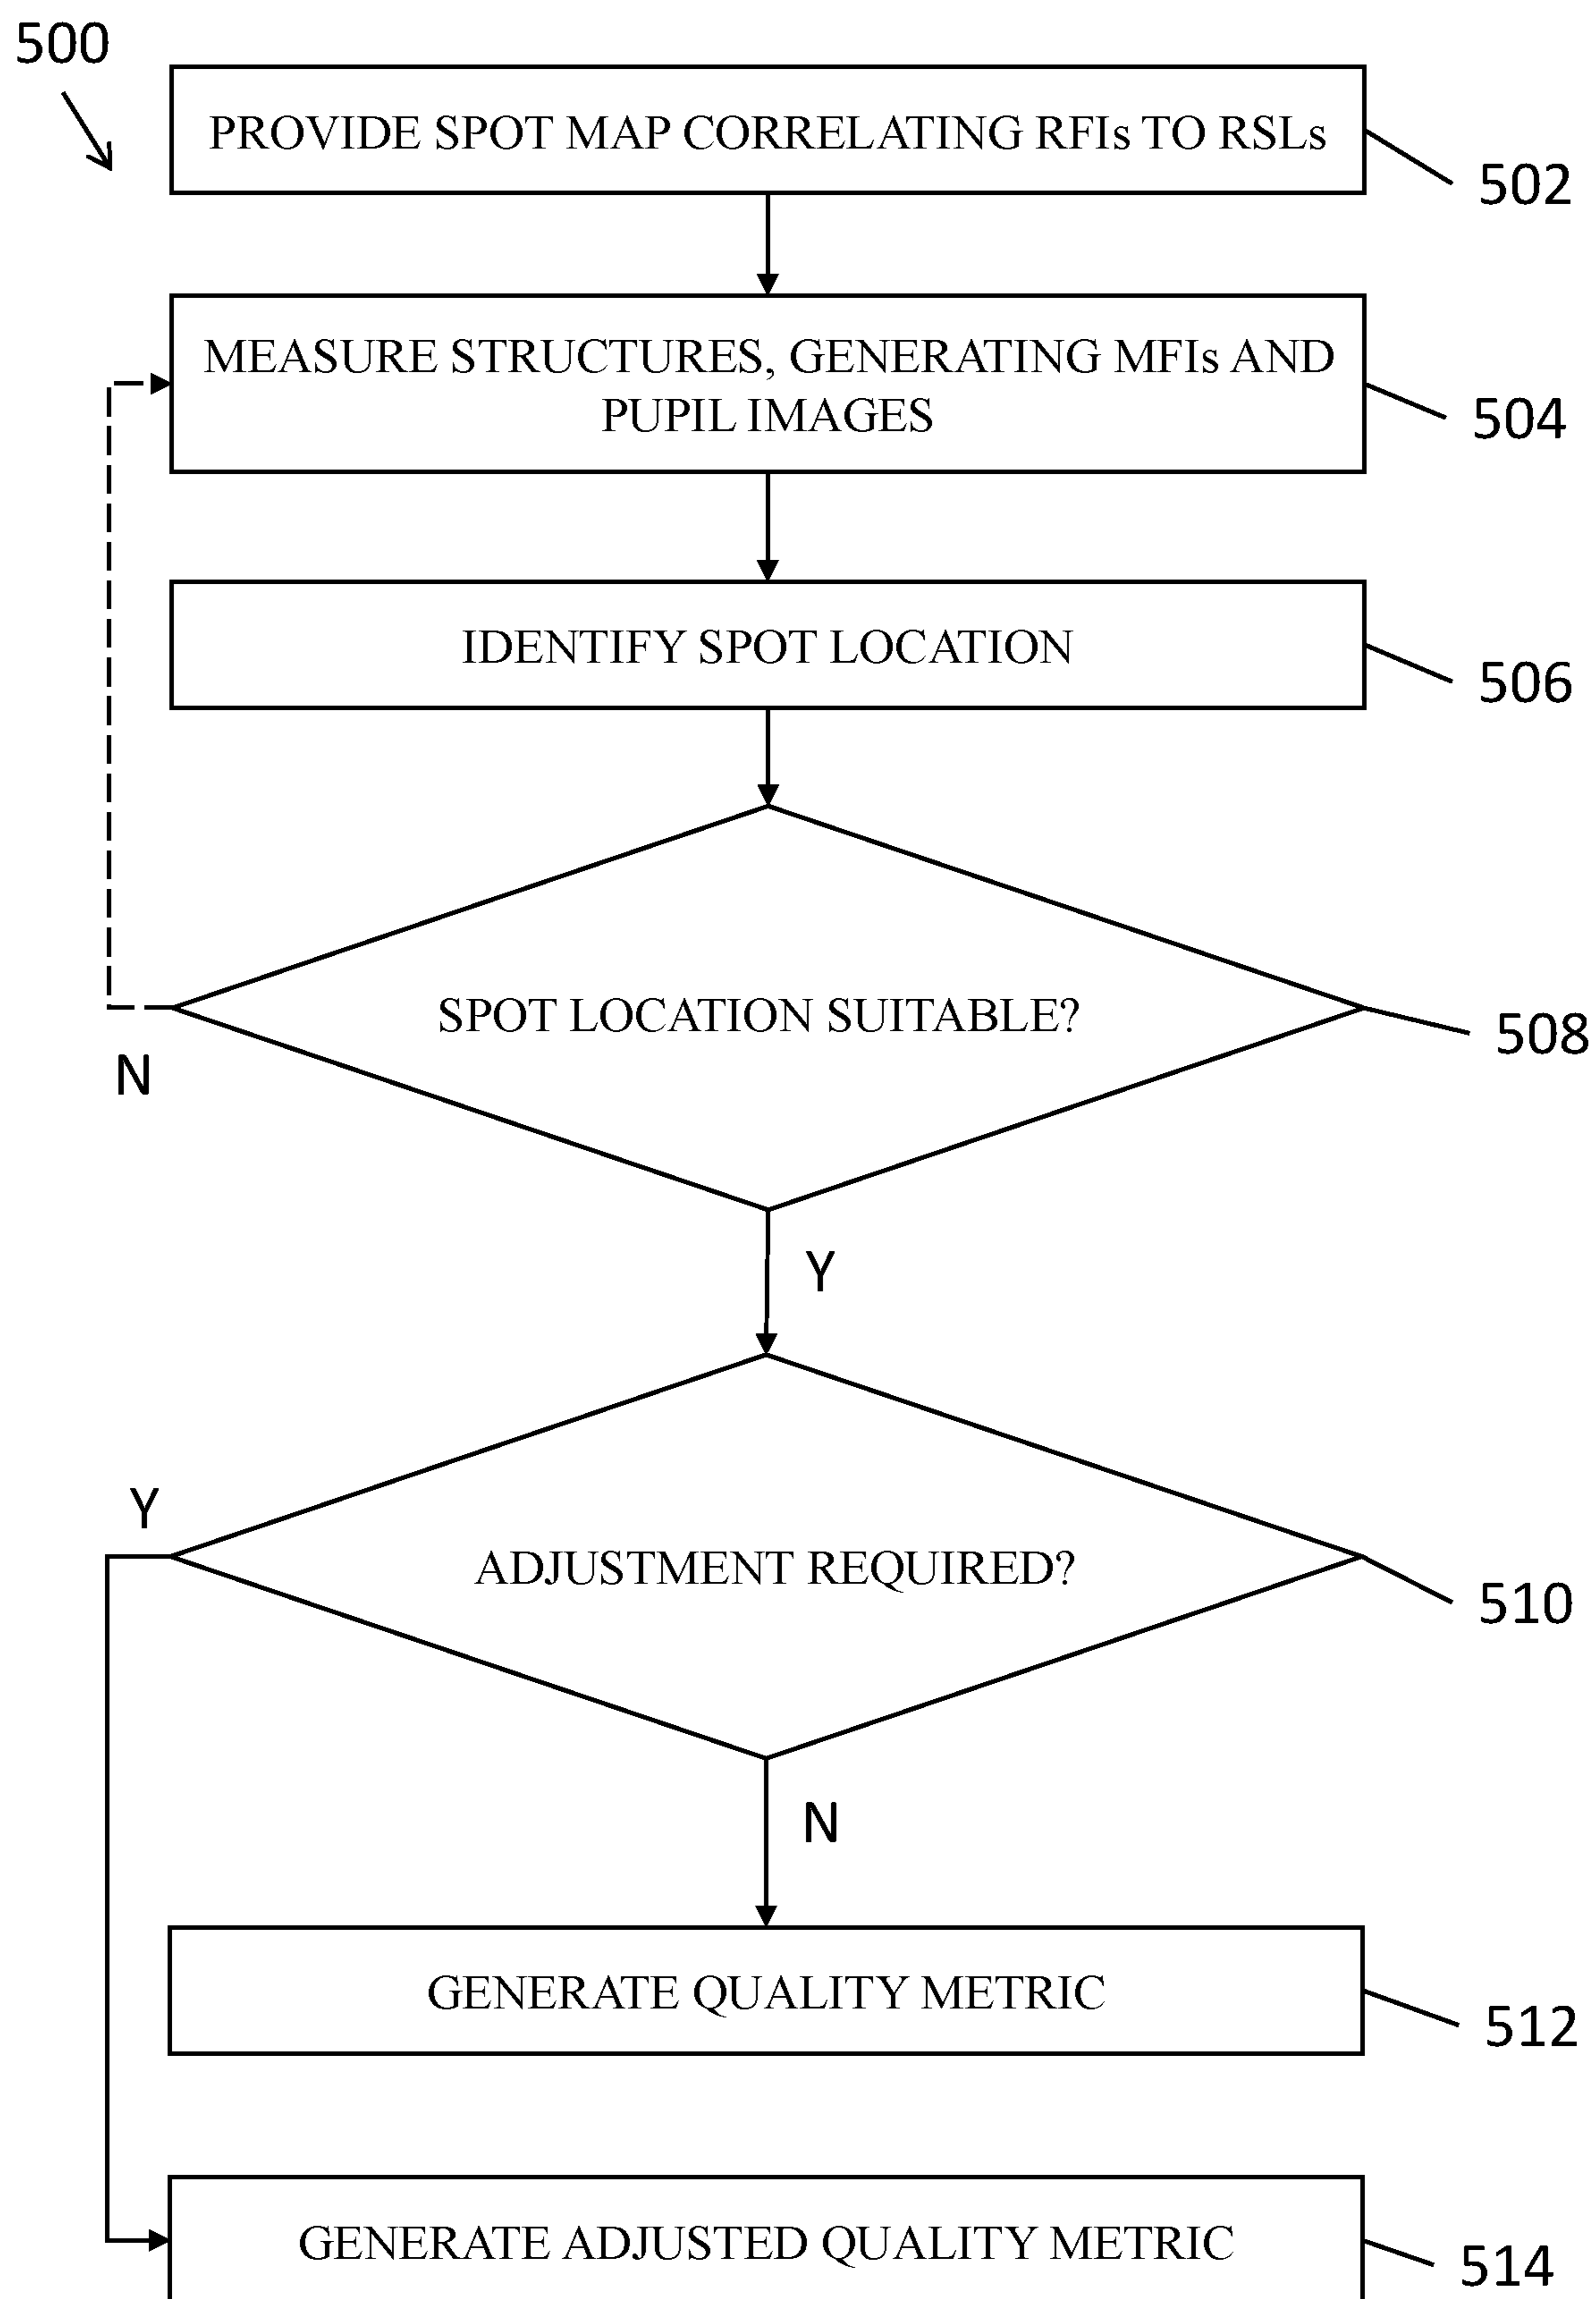 500
PROVIDE SPOT MAP CORRELATING RFIs TO RSLs
502
MEASURE STRUCTURES, GENERATING MFIs AND
PUPIL IMAGES
504
IDENTIFY SPOT LOCATION
506
SPOT LOCATION SUITABLE?
508
N
Y
Y
ADJUSTMENT REQUIRED?
510
N
GENERATE QUALITY METRIC
512
GENERATE ADJUSTED QUALITY METRIC
514